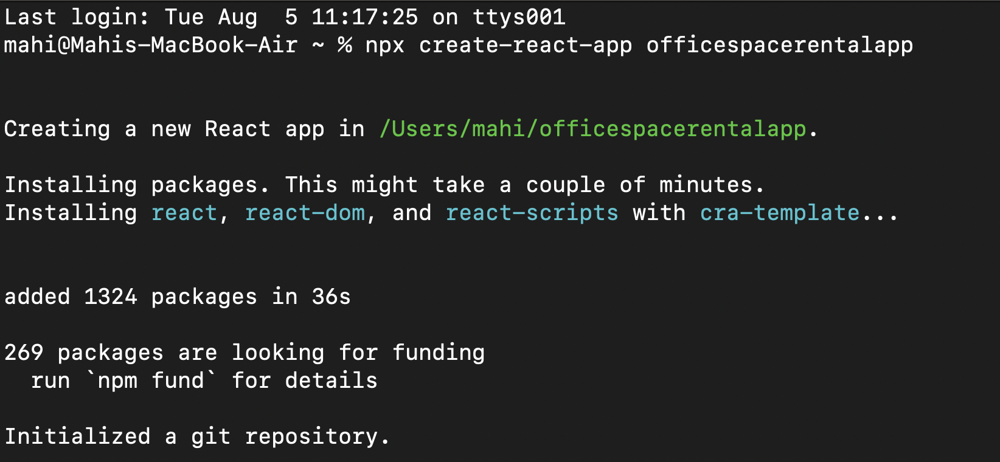 Last login: Tue Aug  5 11:17:25 on ttys001
mahi@Mahis-MacBook-Air ~ % npx create-react-app officespacerentalapp
Creating a new React app in /Users/mahi/officespacerentalapp.
Installing packages. This might take a couple of minutes.
Installing react, react-dom, and react-scripts with cra-template...
added 1324 packages in 36s
269 packages are looking for funding
  run `npm fund` for details
Initialized a git repository.